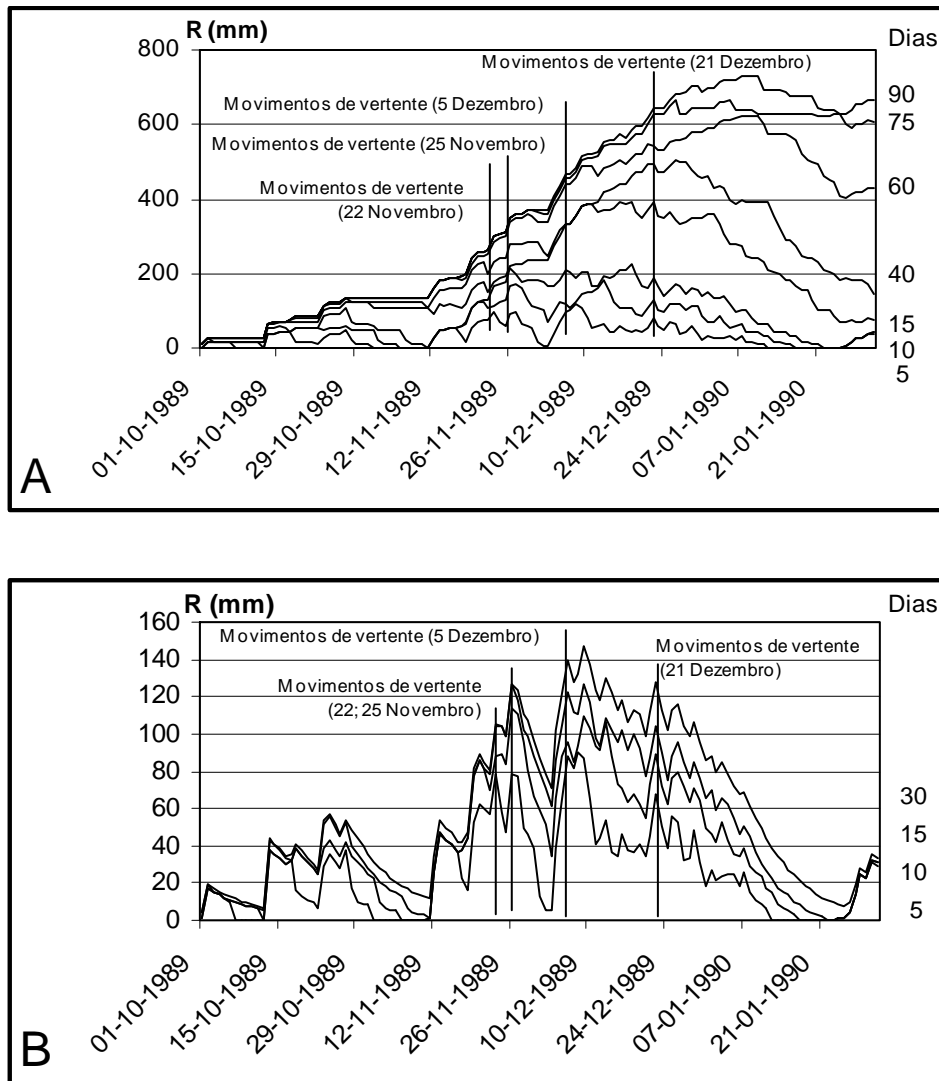 R (mm)
Dias
800
600
400
200
0
Movimentos de vertente (21 Dezembro)
Movimentos de vertente (5 Dezembro)
Movimentos de vertente (25 Novembro)
Movimentos de vertente
(22 Novembro)
90
75
60
40
15
10
5
01-10-1989
15-10-1989
29-10-1989
12-11-1989
26-11-1989
10-12-1989
24-12-1989
07-01-1990
21-01-1990
A
R (mm)
Dias
160
140
120
100
80
60
40
20
0
Movimentos de vertente (5 Dezembro)
Movimentos de vertente
(21 Dezembro)
Movimentos de vertente
(22; 25 Novembro)
30
15
10
5
01-10-1989
15-10-1989
29-10-1989
12-11-1989
26-11-1989
10-12-1989
24-12-1989
07-01-1990
21-01-1990
B